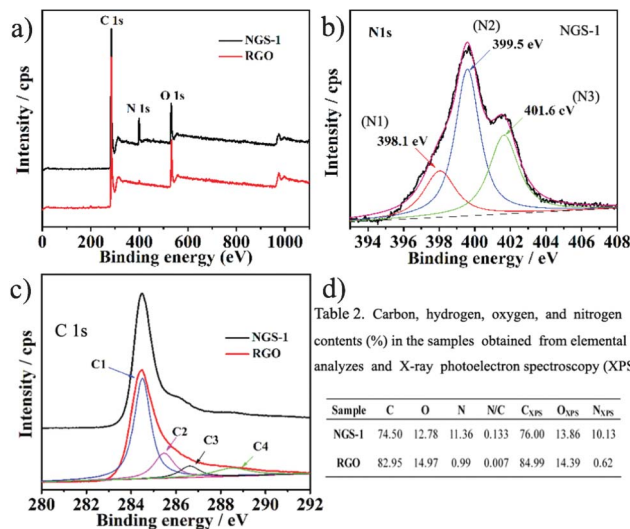 a)
C 1s
NGS-1
RGO
N 1s
O 1s
Intensity / cps
0 200 400 600 800 1000
Binding energy (eV)
b)
N1s
NGS-1
(N2)
399.5 eV
(N3)
401.6 eV
(N1)
398.1 eV
Intensity / cps
394 396 398 400 402 404 406 408
Binding energy / eV
c)
C 1s
NGS-1
RGO
C1
C2
C3
C4
Intensity / cps
280 282 284 286 288 290 292
Binding energy / eV
d)
Table 2. Carbon, hydrogen, oxygen, and nitrogen
contents (%) in the samples obtained from elemental
analyzes and X-ray photoelectron spectroscopy (XPS
Sample C O N N/C CXPS OXPS NXPS
NGS-1 74.50 12.78 11.36 0.133 76.00 13.86 10.13
RGO 82.95 14.97 0.99 0.007 84.99 14.39 0.62